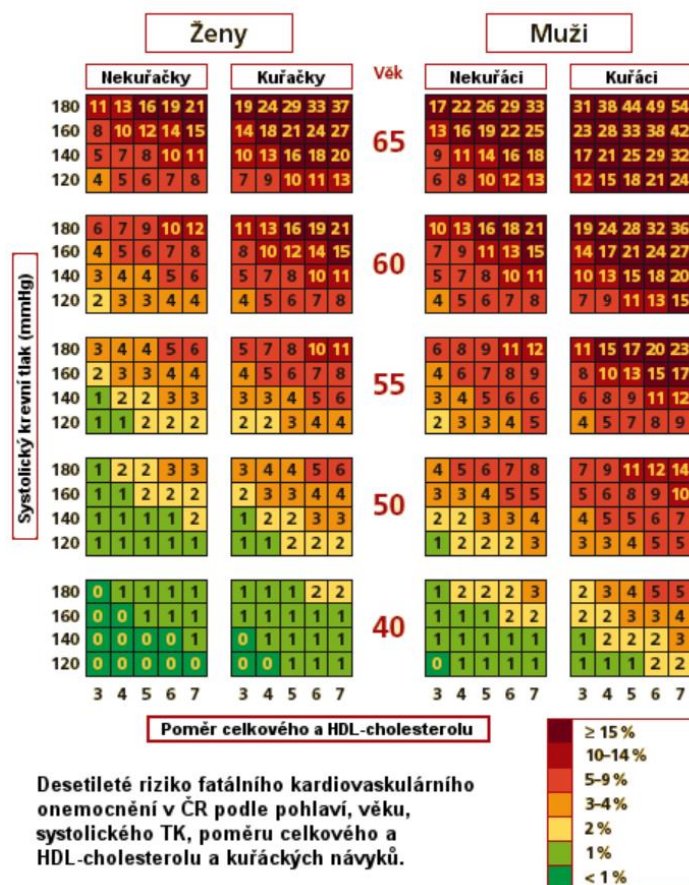 Ženy Muži
Nekuřačky Kuřačky Věk Nekuřáci Kuřáci
180 11 13 16 19 21 19 24 29 33 37 17 22 26 29 33 31 38 44 49 54
160 8 10 12 14 15 14 18 21 24 27 13 16 19 22 25 23 28 33 38 42
65
140 5 7 8 10 11 10 13 16 18 20 9 11 14 16 18 17 21 25 29 32
120 4 5 6 7 8 7 9 10 11 13 6 8 10 12 13 12 15 18 21 24
180 6 7 9 10 12 11 13 16 19 21 10 13 16 18 21 19 24 28 32 36
160 4 5 6 7 8 8 10 12 14 15 7 9 11 13 15 14 17 21 24 27
60
140 3 4 4 5 6 5 7 8 10 11 5 7 8 10 11 10 13 15 18 20
120 2 3 3 4 4 4 5 6 7 8 4 5 6 7 8 7 9 11 13 15
180 3 4 4 5 6 5 7 8 10 11 6 8 9 11 12 11 15 17 20 23
160 2 3 3 4 4 4 5 6 7 8 4 6 7 8 9 8 10 13 15 17
55
140 1 2 2 3 3 3 3 4 5 6 3 4 5 6 6 6 8 9 11 12
120 1 1 2 2 2 2 2 3 4 4 2 3 3 4 5 4 5 7 8 9
180 1 2 2 3 3 3 4 4 5 6 4 5 6 7 8 7 9 11 12 14
160 1 1 2 2 2 2 3 3 4 4 3 3 4 5 5 5 6 8 9 10
50
140 1 1 1 1 2 1 2 2 3 3 2 2 3 3 4 4 5 5 6 7
120 1 1 1 1 1 1 1 2 2 2 1 2 2 2 3 3 3 4 5 5
180 0 1 1 1 1 1 1 1 2 2 1 2 2 2 3 2 3 4 5 5
160 0 0 1 1 1 1 1 1 1 1 1 1 1 2 2 2 2 3 3 4
40
140 0 0 0 0 1 0 1 1 1 1 1 1 1 1 1 1 2 2 2 3
120 0 0 0 0 0 0 0 1 1 1 0 1 1 1 1 1 1 1 2 2
3 4 5 6 7 3 4 5 6 7 3 4 5 6 7 3 4 5 6 7
Systolický krevní tlak (mmHg)
Poměr celkového a HDL-cholesterolu
Desetileté riziko fatálního kardiovaskulárního
onemocnění v ČR podle pohlaví, věku,
systolického TK, poměru celkového a
HDL-cholesterolu a kuřáckých návyků.
≥ 15 %
10–14 %
5–9 %
3–4 %
2 %
1 %
< 1 %